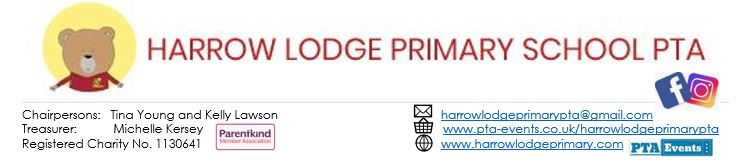 HARROW LODGE PRIMARY SCHOOL PTA
Chairpersons: Tina Young and Kelly Lawson
Treasurer: Michelle Kersey
Registered Charity No. 1130641
Parentkind
Member Association
harrowlodgeprimarypta@gmail.com
www.pta-events.co.uk/harrowlodgeprimarypta
www.harrowlodgeprimary.com
PTA Events